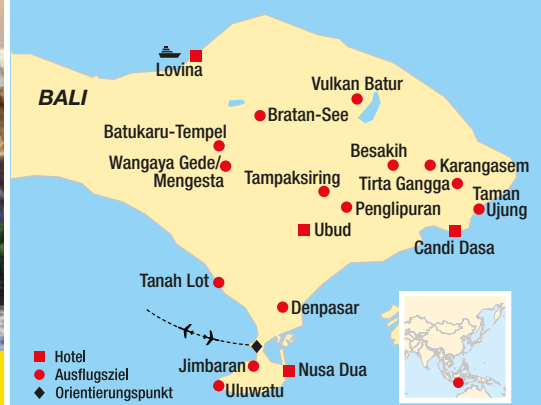 Lovina
BALI
Vulkan Batur
Bratan-See
Batukaru-Tempel
Wangaya Gede/
Mengesta
Besakih
Karangasem
Tampaksiring
Tirta Gangga
Taman
Ujung
Penglipuran
Ubud
Candi Dasa
Tanah Lot
Denpasar
Jimbaran
Nusa Dua
Uluwatu
Hotel
Ausflugsziel
Orientierungspunkt